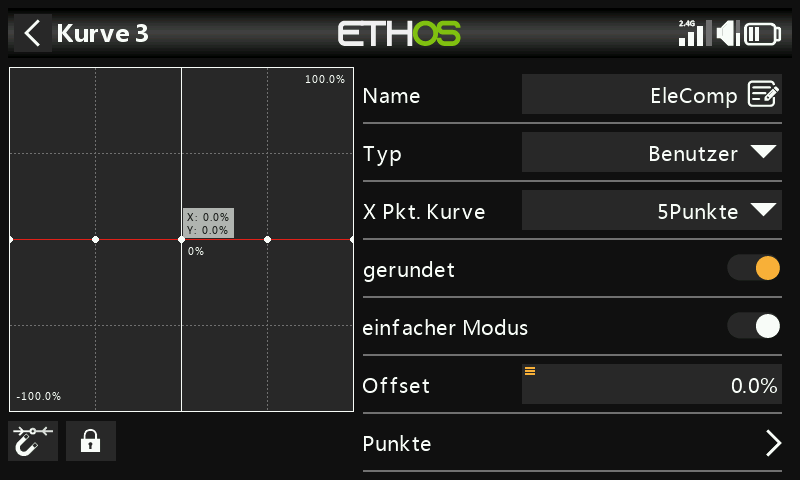 Kurve 3
ETHOS
2.4G
100.0%
X: 0.0%
Y: 0.0%
0%
-100.0%
Name
EleComp
Typ
Benutzer
X Pkt. Kurve
5Punkte
gerundet
einfacher Modus
Offset
0.0%
Punkte